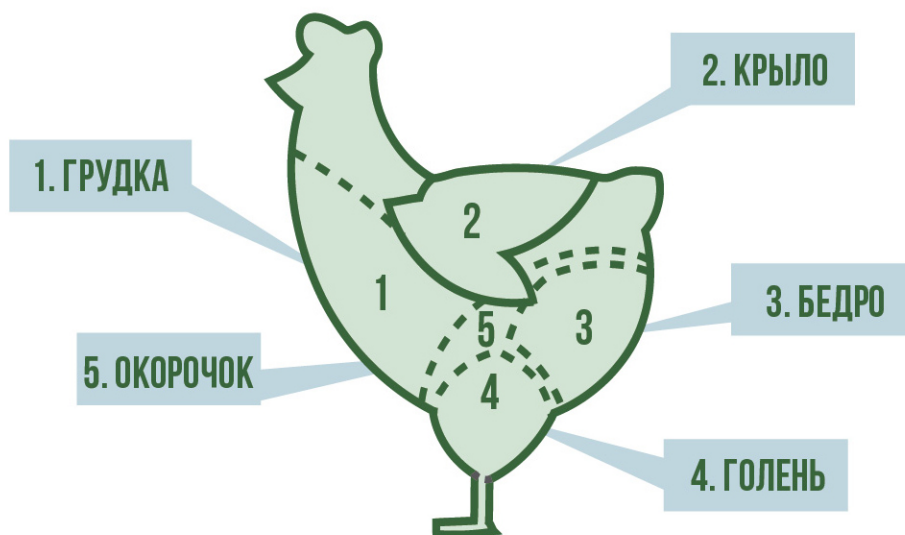 2. КРЫЛО
1. ГРУДКА
2
1
3. БЕДРО
5
3
5. ОКОРОЧОК
4
4. ГОЛЕНЬ